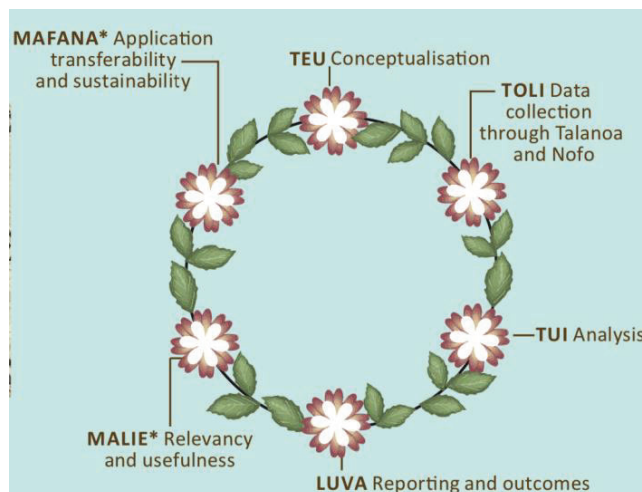 MAFANA* Application
transferability
and sustainability
TEU Conceptualisation
TOLI Data
collection
through Talanoa
and Nofo
TUI Analysis
MALIE* Relevancy
and usefulness
LUVA Reporting and outcomes